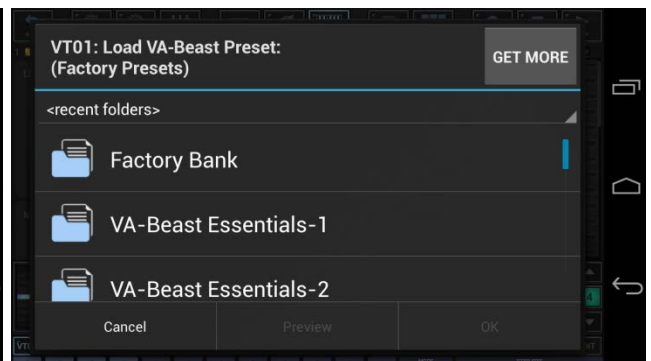 VT01: Load VA-Beast Preset:
(Factory Presets)
GET MORE
<recent folders>
Factory Bank
VA-Beast Essentials-1
VA-Beast Essentials-2
Cancel
Preview
OK